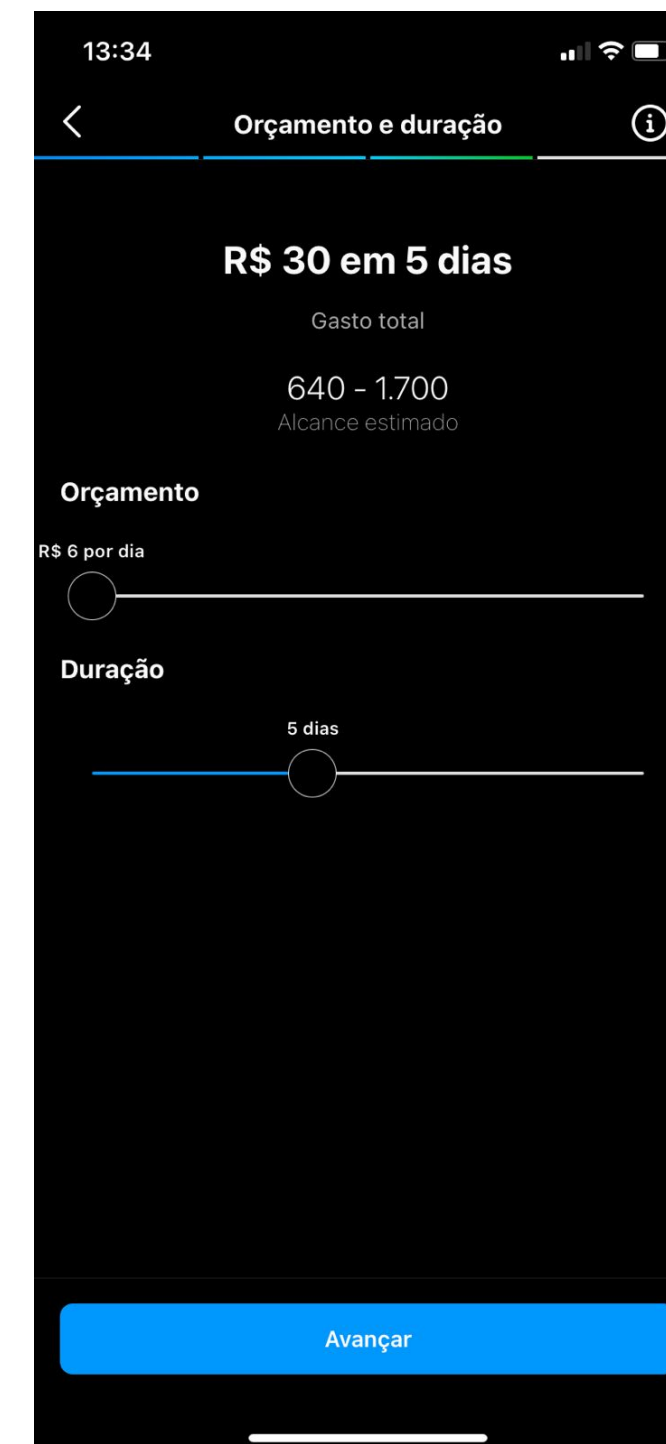 13:34
Orçamento e duração
R$ 30 em 5 dias
Gasto total
640 - 1.700
Alcance estimado
Orçamento
R$ 6 por dia
Duração
5 dias
Avançar